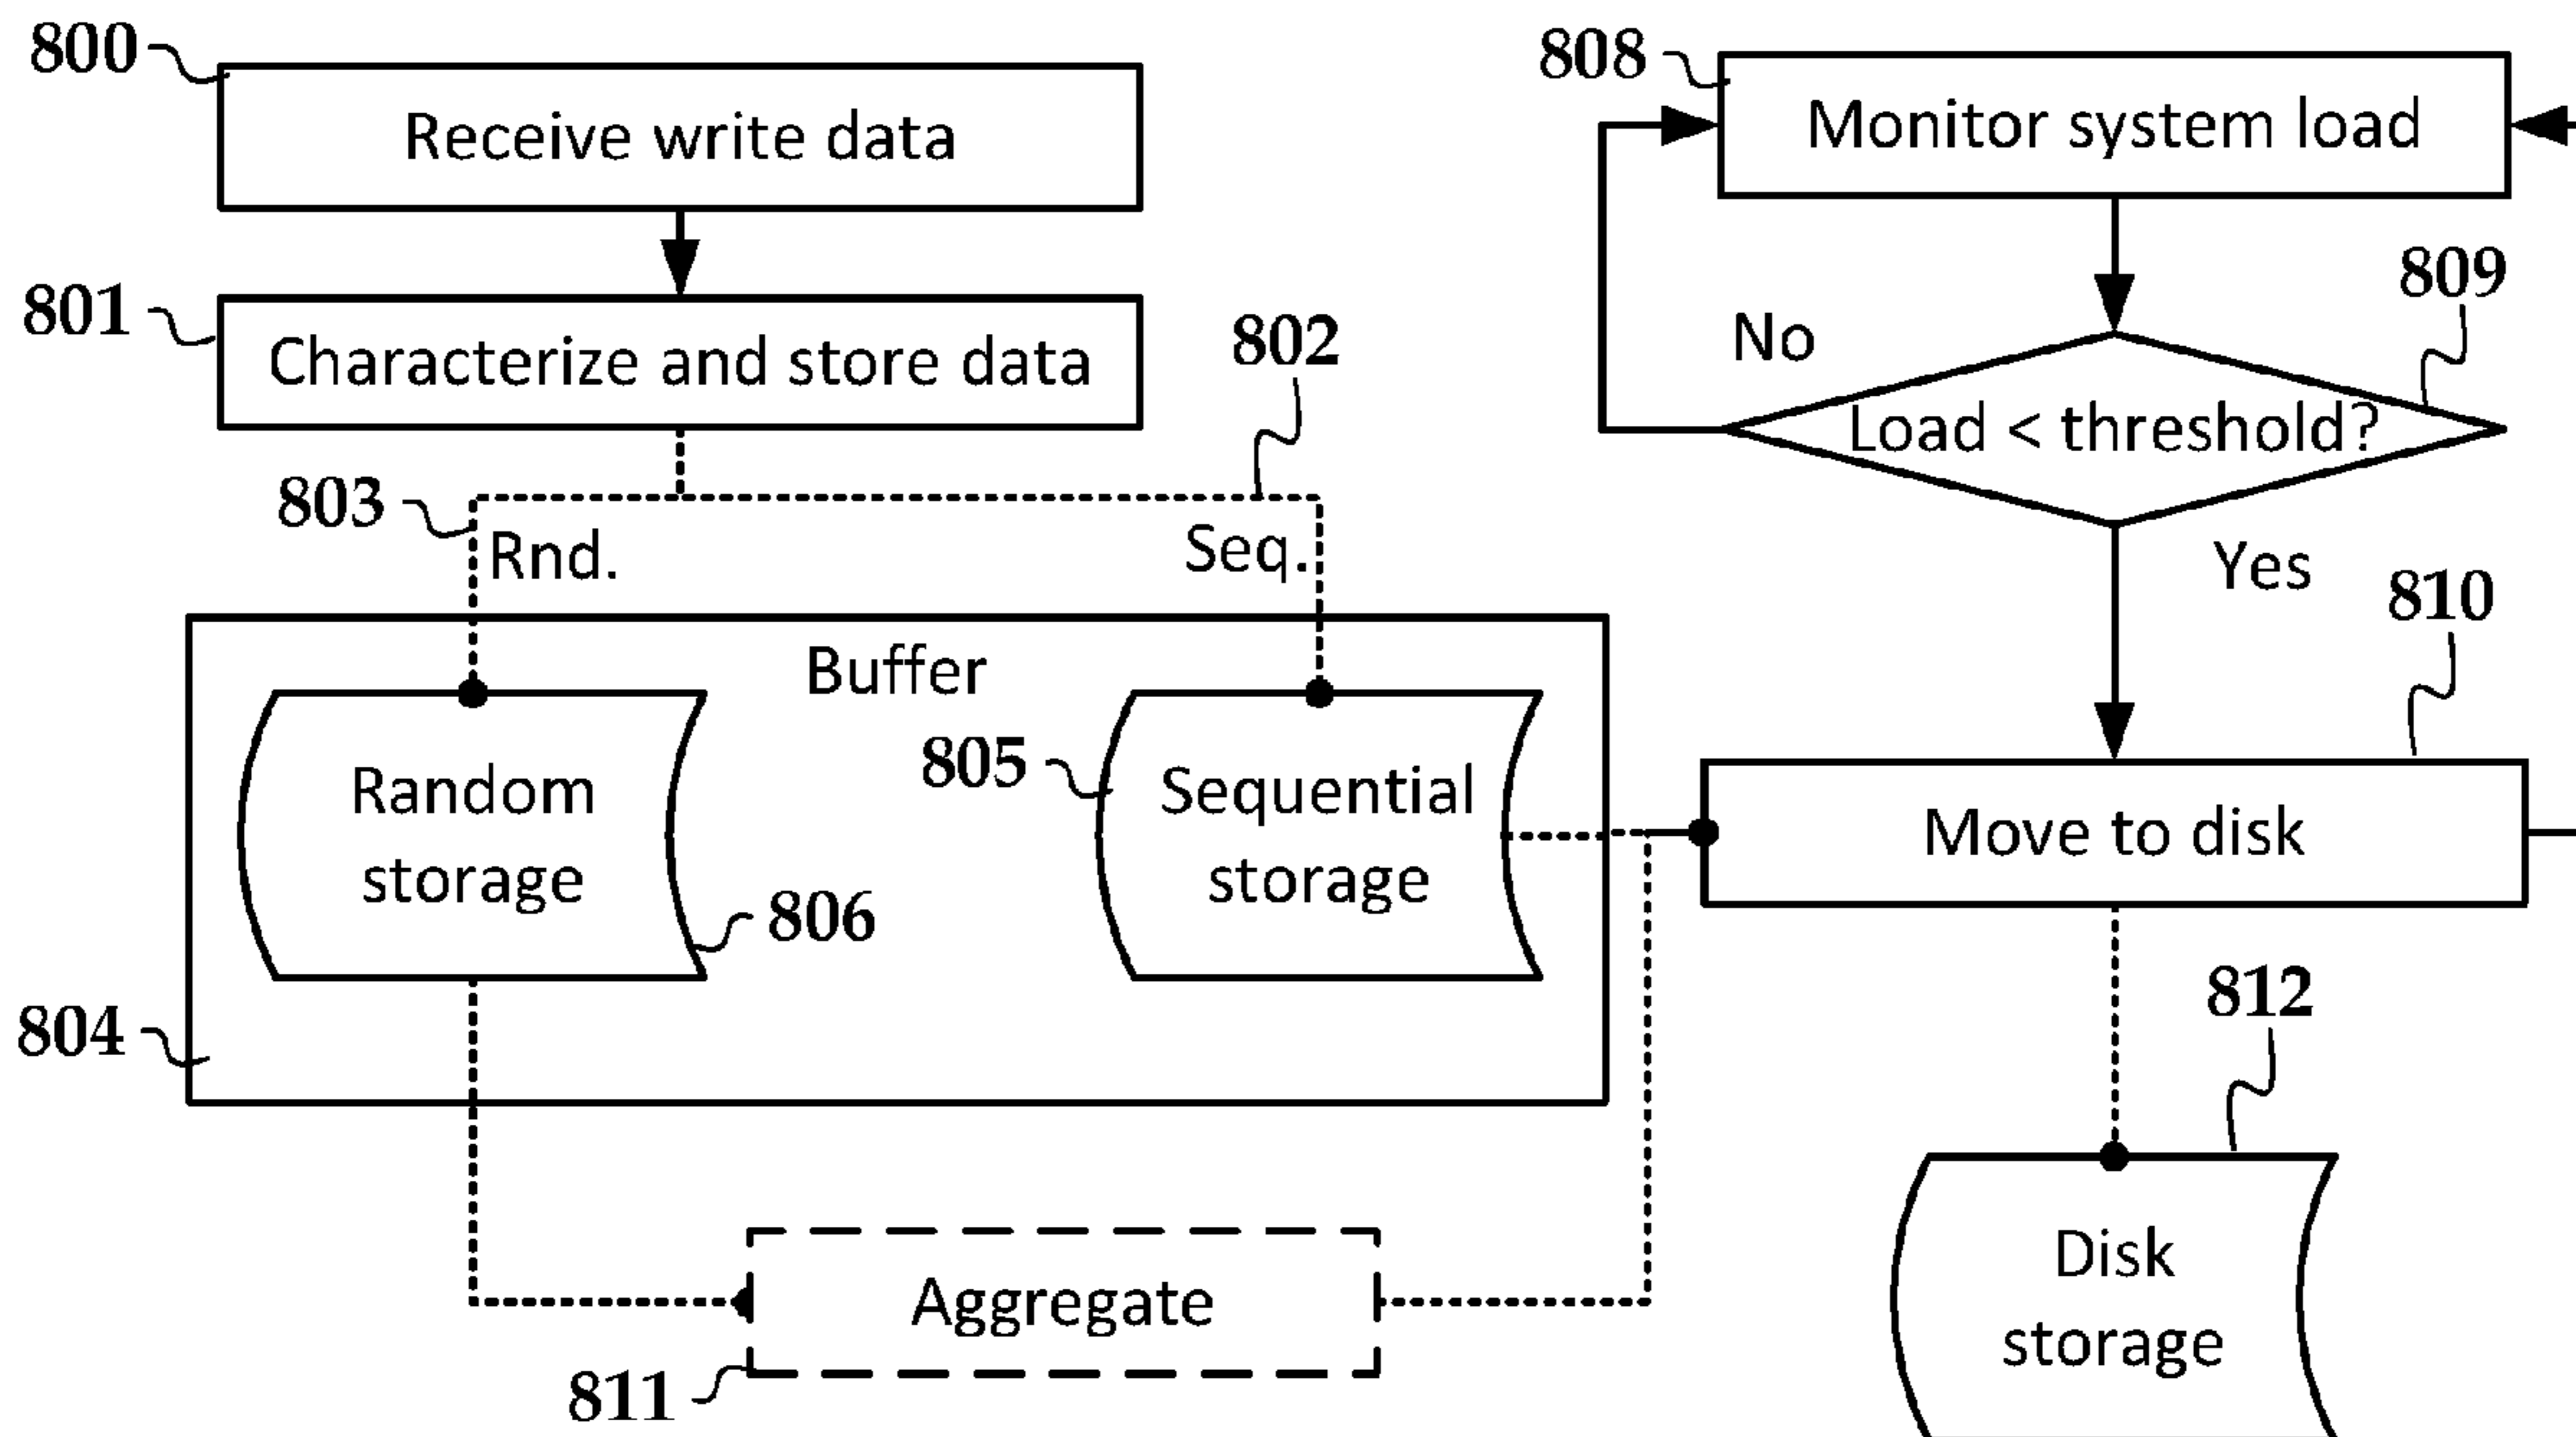 800
Receive write data
801
Characterize and store data
802
803
Rnd.
Seq.
Buffer
Random
storage
805
Sequential
storage
806
804
Aggregate
811
808
Monitor system load
809
No
Load < threshold?
Yes
810
Move to disk
812
Disk
storage